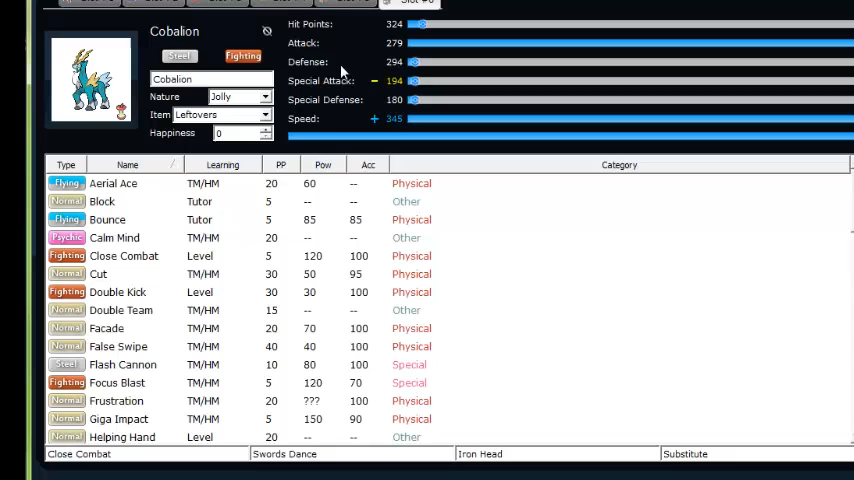 Slot #6
Cobalion
Steel Fighting
Cobalion
Nature Jolly
Item Leftovers
Happiness 0
Hit Points: 324
Attack: 279
Defense: 294
Special Attack: - 194
Special Defense: 180
Speed: + 345
Type Name Learning PP Pow Acc Category
Flying Aerial Ace TM/HM 20 60 -- Physical
Normal Block Tutor 5 -- -- Other
Flying Bounce Tutor 5 85 85 Physical
Psychic Calm Mind TM/HM 20 -- -- Other
Fighting Close Combat Level 5 120 100 Physical
Normal Cut TM/HM 30 50 95 Physical
Fighting Double Kick Level 30 30 100 Physical
Normal Double Team TM/HM 15 -- -- Other
Normal Facade TM/HM 20 70 100 Physical
Normal False Swipe TM/HM 40 40 100 Physical
Steel Flash Cannon TM/HM 10 80 100 Special
Fighting Focus Blast TM/HM 5 120 70 Special
Normal Frustration TM/HM 20 ??? 100 Physical
Normal Giga Impact TM/HM 5 150 90 Physical
Normal Helping Hand Level 20 -- -- Other
Close Combat Swords Dance Iron Head Substitute